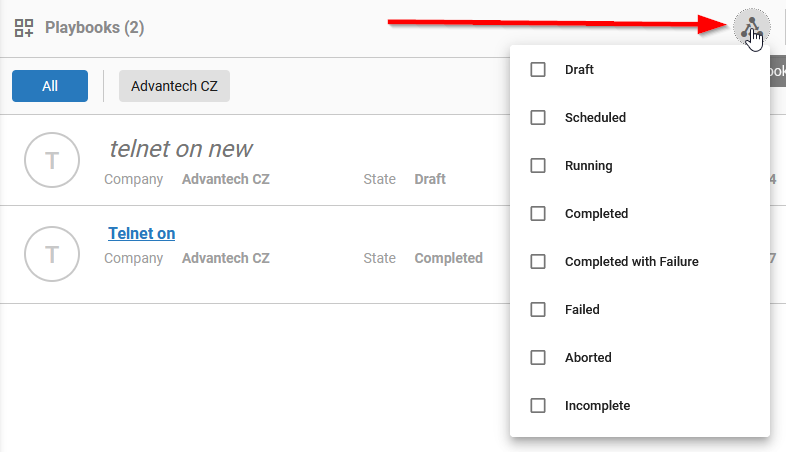 Playbooks (2)
All
Advantech CZ
T
telnet on new
Company Advantech CZ State Draft
T
Telnet on
Company Advantech CZ State Completed
Draft
Scheduled
Running
Completed
Completed with Failure
Failed
Aborted
Incomplete